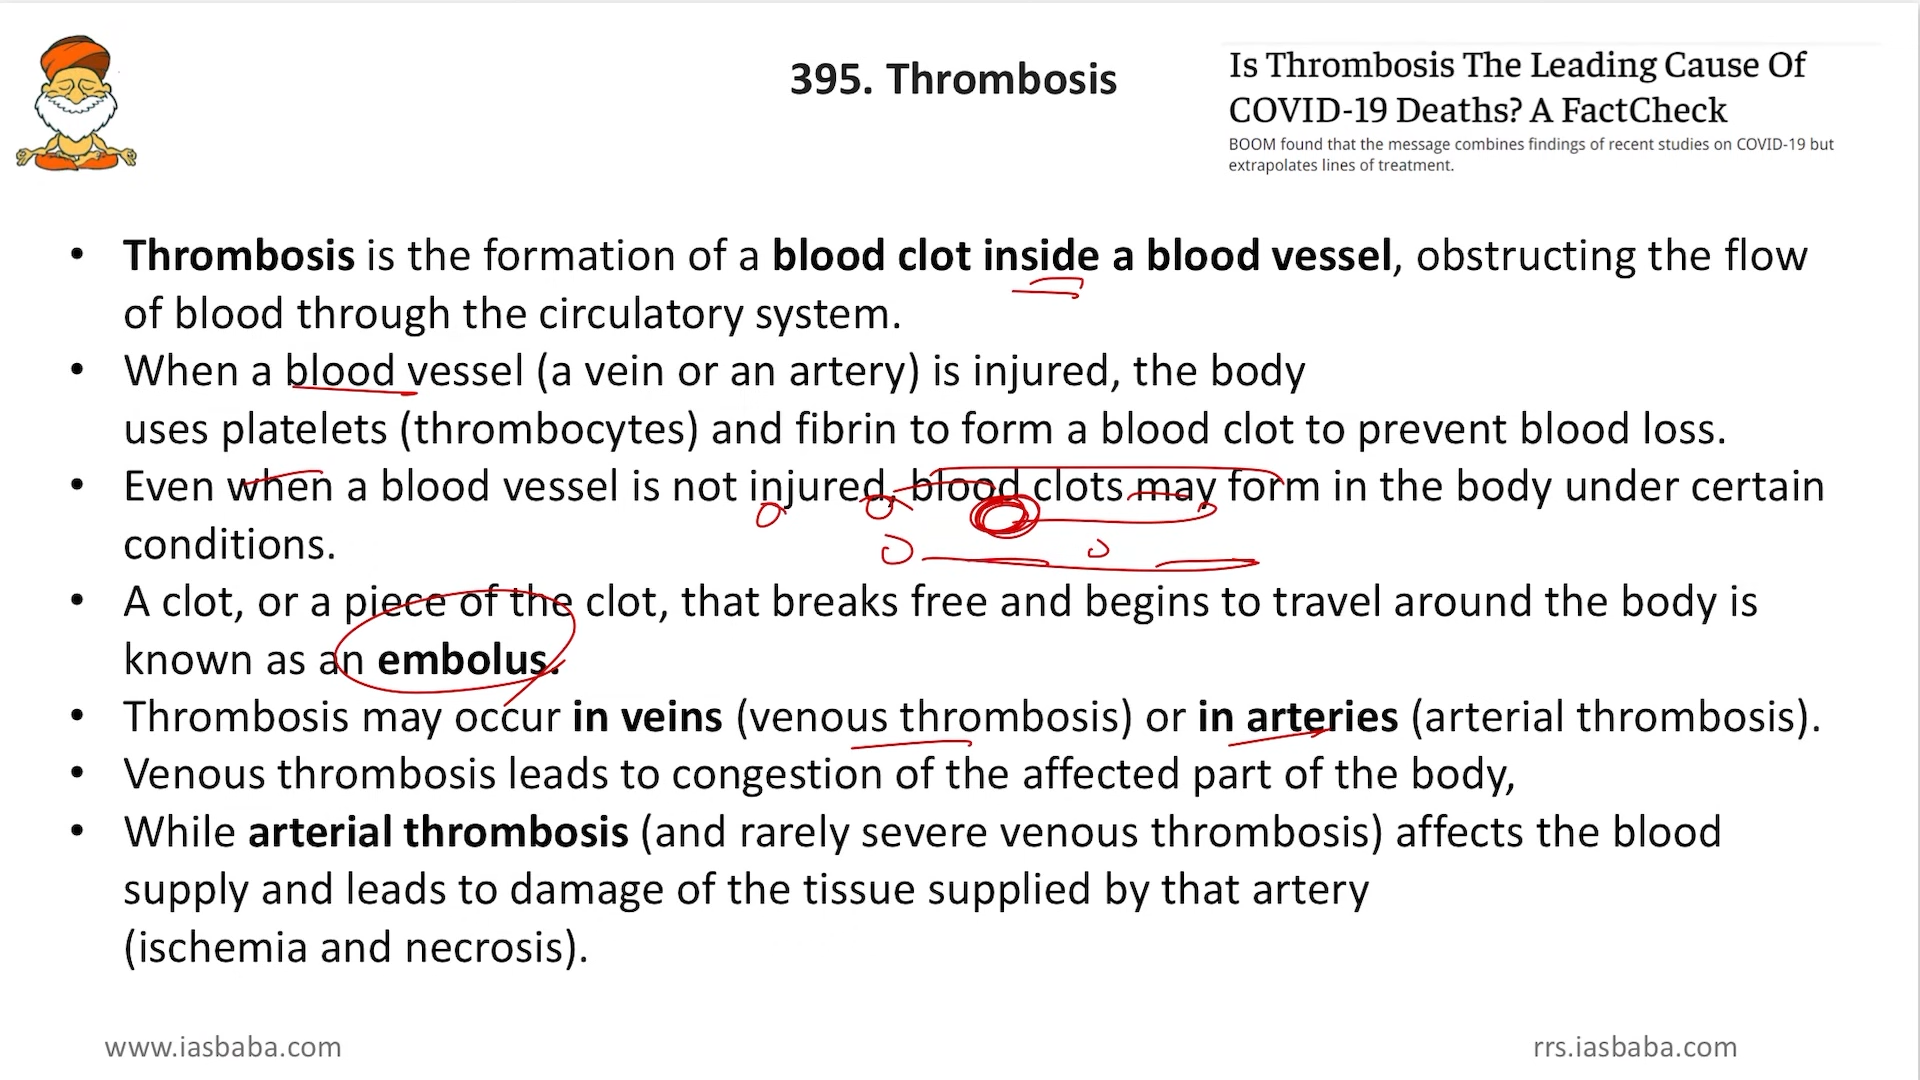 395. Thrombosis
Is Thrombosis The Leading Cause Of
COVID-19 Deaths? A FactCheck
BOOM found that the message combines findings of recent studies on COVID-19 but
extrapolates lines of treatment.
• Thrombosis is the formation of a blood clot inside a blood vessel, obstructing the flow
of blood through the circulatory system.
• When a blood vessel (a vein or an artery) is injured, the body
uses platelets (thrombocytes) and fibrin to form a blood clot to prevent blood loss.
• Even when a blood vessel is not injured, blood clots may form in the body under certain
conditions.
• A clot, or a piece of the clot, that breaks free and begins to travel around the body is
known as an embolus.
• Thrombosis may occur in veins (venous thrombosis) or in arteries (arterial thrombosis).
• Venous thrombosis leads to congestion of the affected part of the body,
• While arterial thrombosis (and rarely severe venous thrombosis) affects the blood
supply and leads to damage of the tissue supplied by that artery
(ischemia and necrosis).
www.iasbaba.com
rrs.iasbaba.com